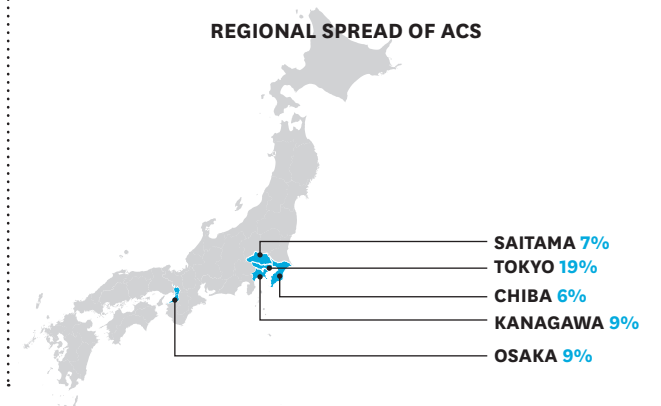 REGIONAL SPREAD OF ACS
SAITAMA 7%
TOKYO 19%
CHIBA 6%
KANAGAWA 9%
OSAKA 9%